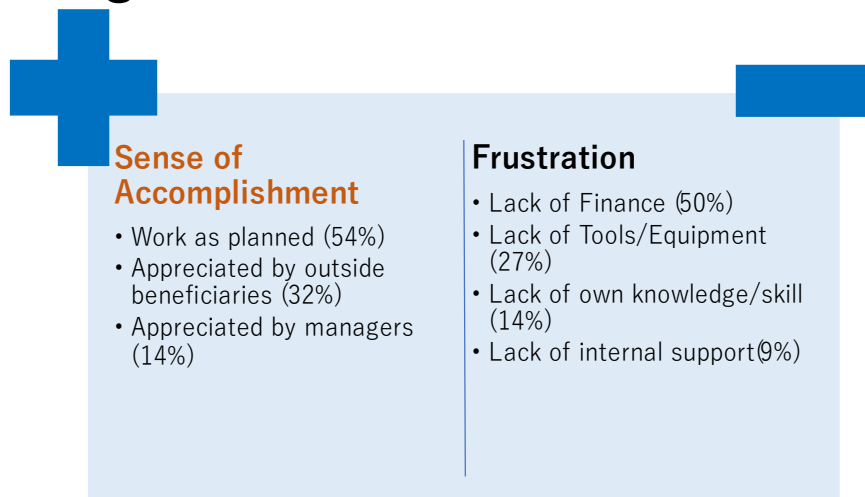 Sense of
Accomplishment
• Work as planned (54%)
• Appreciated by outside
beneficiaries (32%)
• Appreciated by managers
(14%)
Frustration
• Lack of Finance (50%)
• Lack of Tools/Equipment
(27%)
• Lack of own knowledge/skill
(14%)
• Lack of internal support(9%)